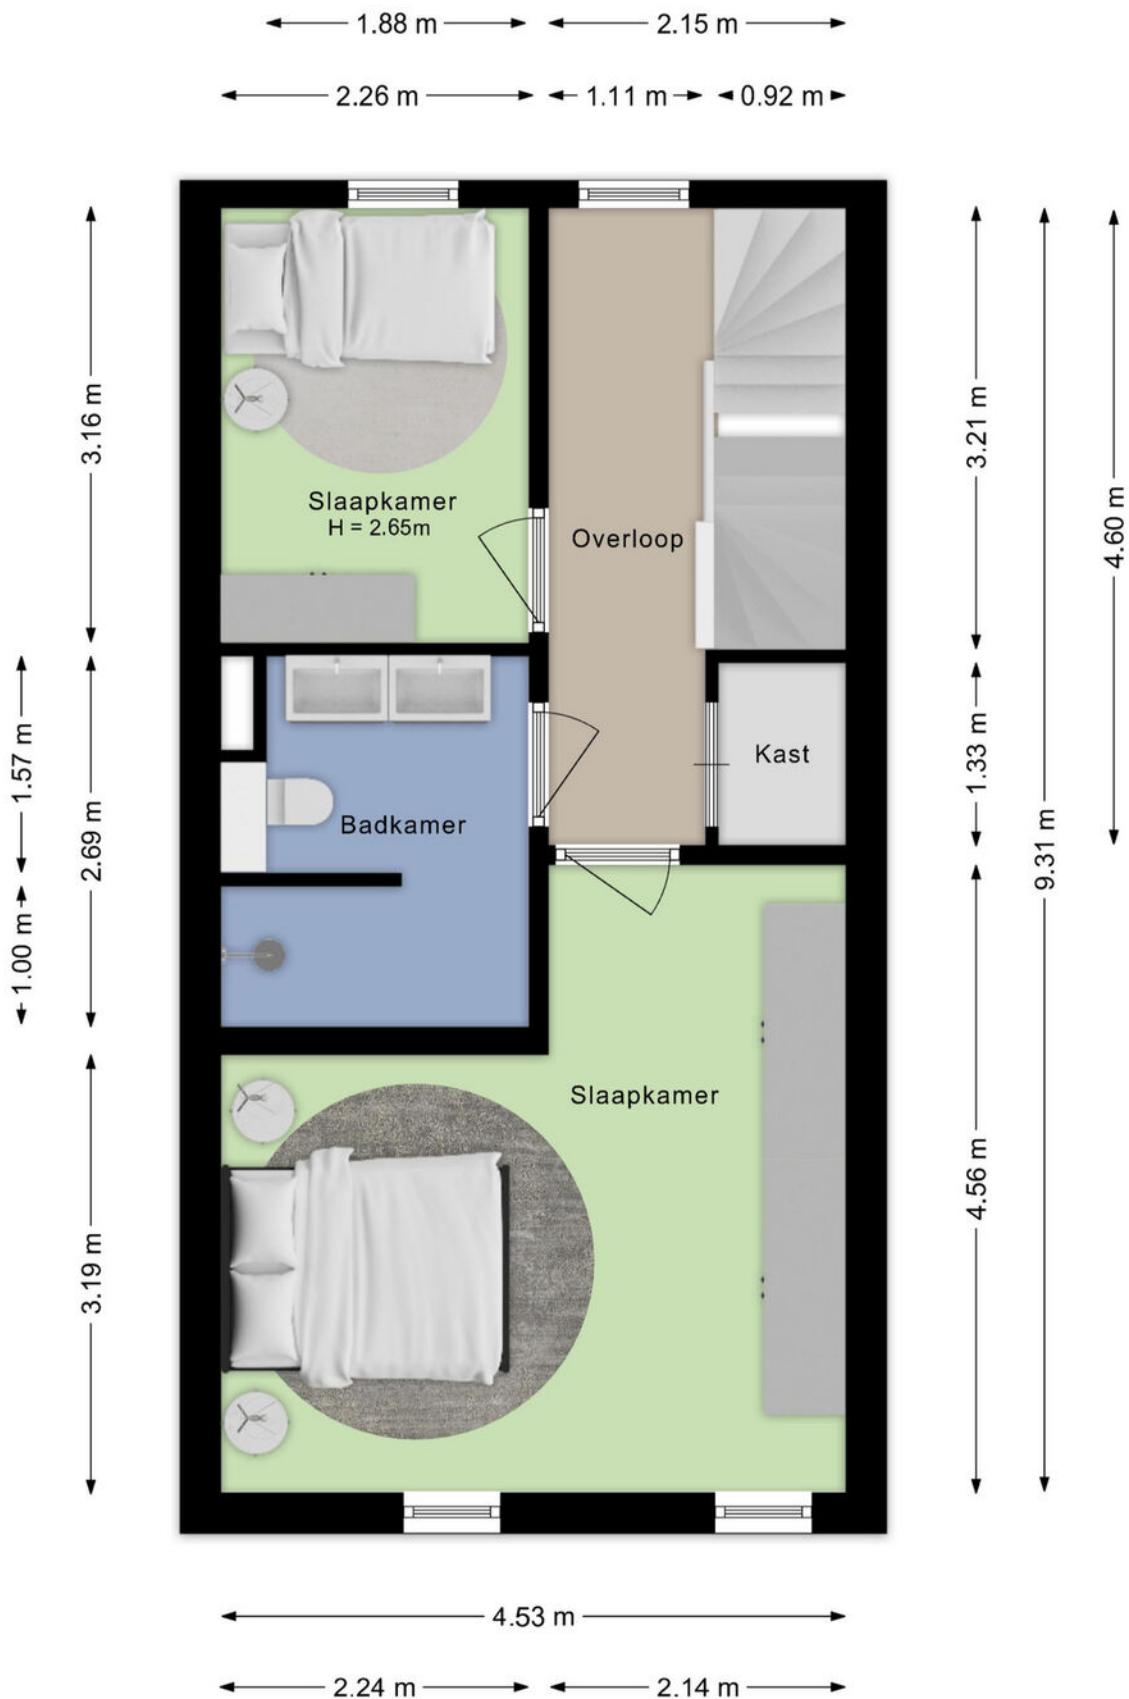 1.88 m
2.15 m
2.26 m
1.11 m
0.92 m
3.16 m
3.21 m
4.60 m
Slaapkamer
H = 2.65m
Overloop
1.57 m
2.69 m
1.33 m
Kast
Badkamer
9.31 m
1.00 m
Slaapkamer
4.56 m
3.19 m
4.53 m
2.24 m
2.14 m